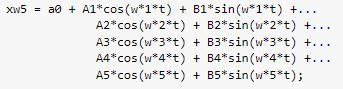 xw5 = a0 + A1*cos(w*1*t) + B1*sin(w*1*t) +...
A2*cos(w*2*t) + B2*sin(w*2*t) +...
A3*cos(w*3*t) + B3*sin(w*3*t) +...
A4*cos(w*4*t) + B4*sin(w*4*t) +...
A5*cos(w*5*t) + B5*sin(w*5*t);